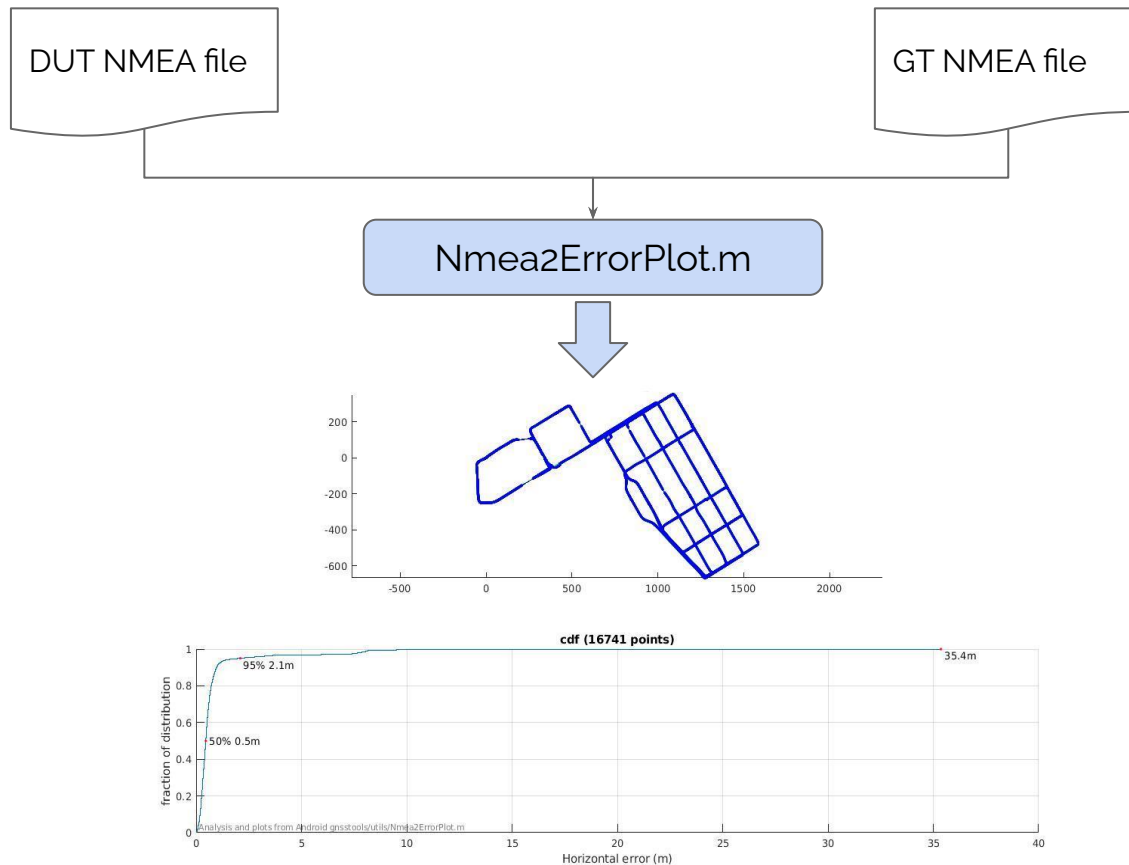 DUT NMEA file
GT NMEA file
Nmea2ErrorPlot.m
200
0
-200
-400
-600
-500 0 500 1000 1500 2000
cdf (16741 points)
1
0.8
0.6
0.4
0.2
0
fraction of distribution
95% 2.1m
50% 0.5m
35.4m
Analysis and plots from Android gnsstools/utils/Nmea2ErrorPlot.m
0 5 10 15 20 25 30 35 40
Horizontal error (m)